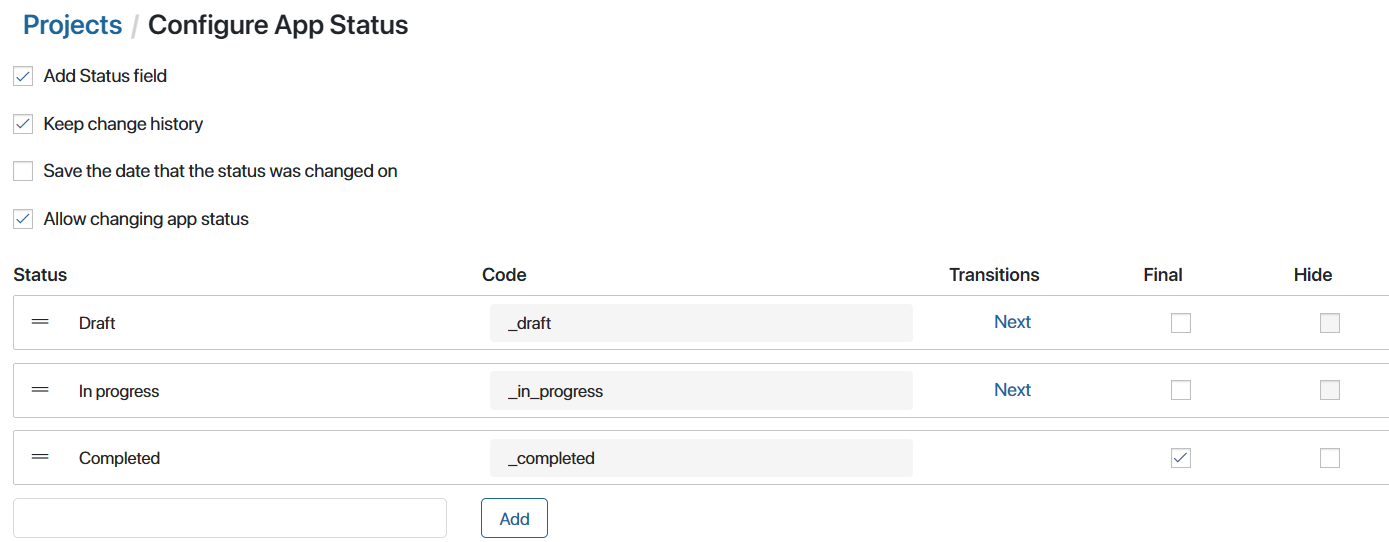 Projects / Configure App Status
Add Status field
Keep change history
Save the date that the status was changed on
Allow changing app status
Status Code Transitions Final Hide
Draft _draft Next
In progress _in_progress Next
Completed _completed
Add